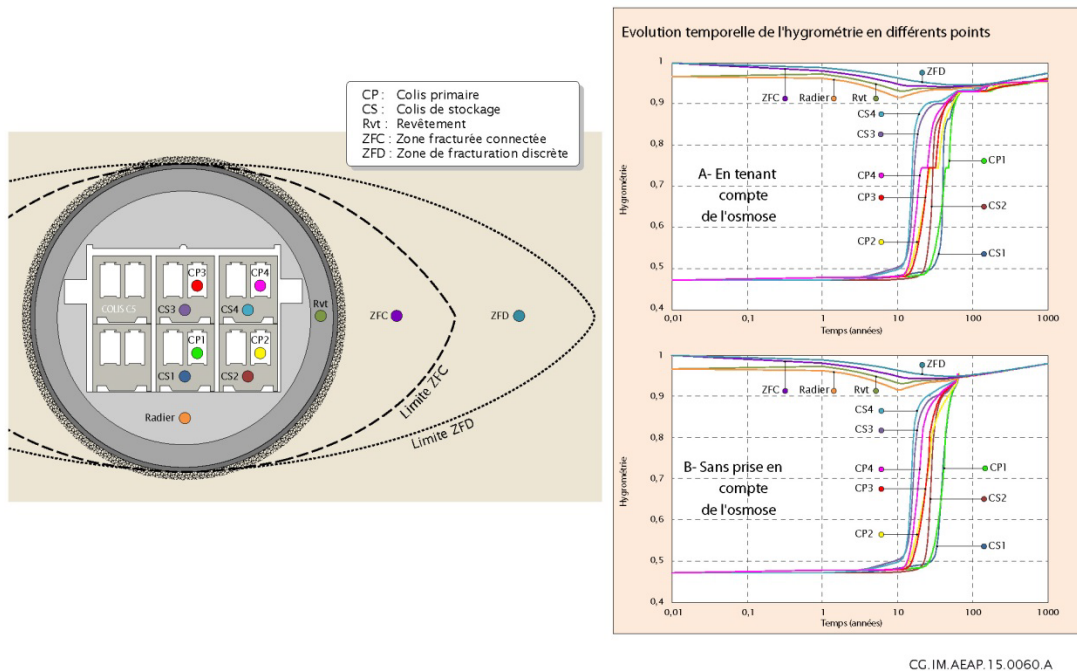 CP : Colis primaire
CS : Colis de stockage
Rvt : Revêtement
ZFC : Zone fracturée connectée
ZFD : Zone de fracturation discrète
CP3
CP4
COLIS C5
CS3
CS4
Rvt
ZFC
ZFD
CP1
CP2
CS1
CS2
Radier
Limite ZFC
Limite ZFD
Evolution temporelle de l'hygrométrie en différents points
1
0,9
0,8
0,7
0,6
0,5
0,4
Hygrométrie
ZFD
ZFC
Radier
Rvt
CS4
CS3
CP4
CP3
CP2
CP1
CS2
CS1
A- En tenant
compte
de l'osmose
0,01
0,1
1
10
100
1000
Temps (années)
1
0,9
0,8
0,7
0,6
0,5
0,4
Hygrométrie
ZFD
ZFC
Radier
Rvt
CS4
CS3
CP4
CP3
CP2
CP1
CS2
CS1
B- Sans prise en
compte
de l'osmose
0,01
0,1
1
10
100
1000
Temps (années)
CG.IM.AEAP.15.0060.A